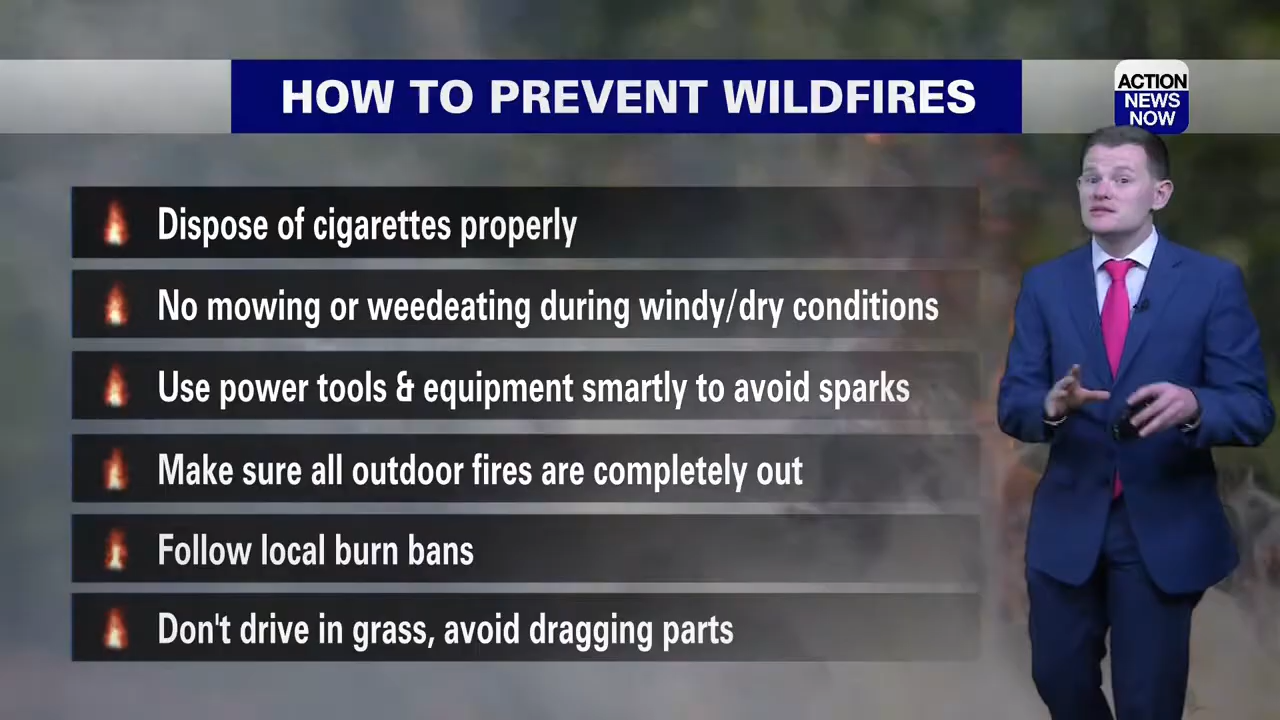 HOW TO PREVENT WILDFIRES
ACTION
NEWS
NOW
Dispose of cigarettes properly
No mowing or weedeating during windy/dry conditions
Use power tools & equipment smartly to avoid sparks
Make sure all outdoor fires are completely out
Follow local burn bans
Don't drive in grass, avoid dragging parts